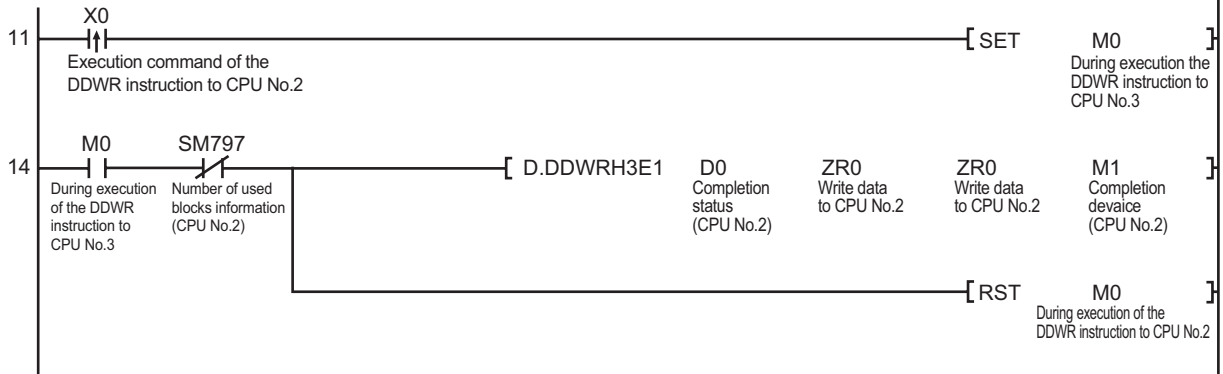 X0
11
SET M0
Execution command of the
DDWR instruction to CPU No.2
During execution the
DDWR instruction to
CPU No.3
M0 SM797
14
D.DDWRH3E1 D0 ZR0 ZR0 M1
During execution
of the DDWR
instruction to
CPU No.3
Number of used
blocks information
(CPU No.2)
Completion
status
(CPU No.2)
Write data
to CPU No.2
Write data
to CPU No.2
Completion
devaice
(CPU No.2)
RST M0
During execution of the
DDWR instruction to CPU No.2